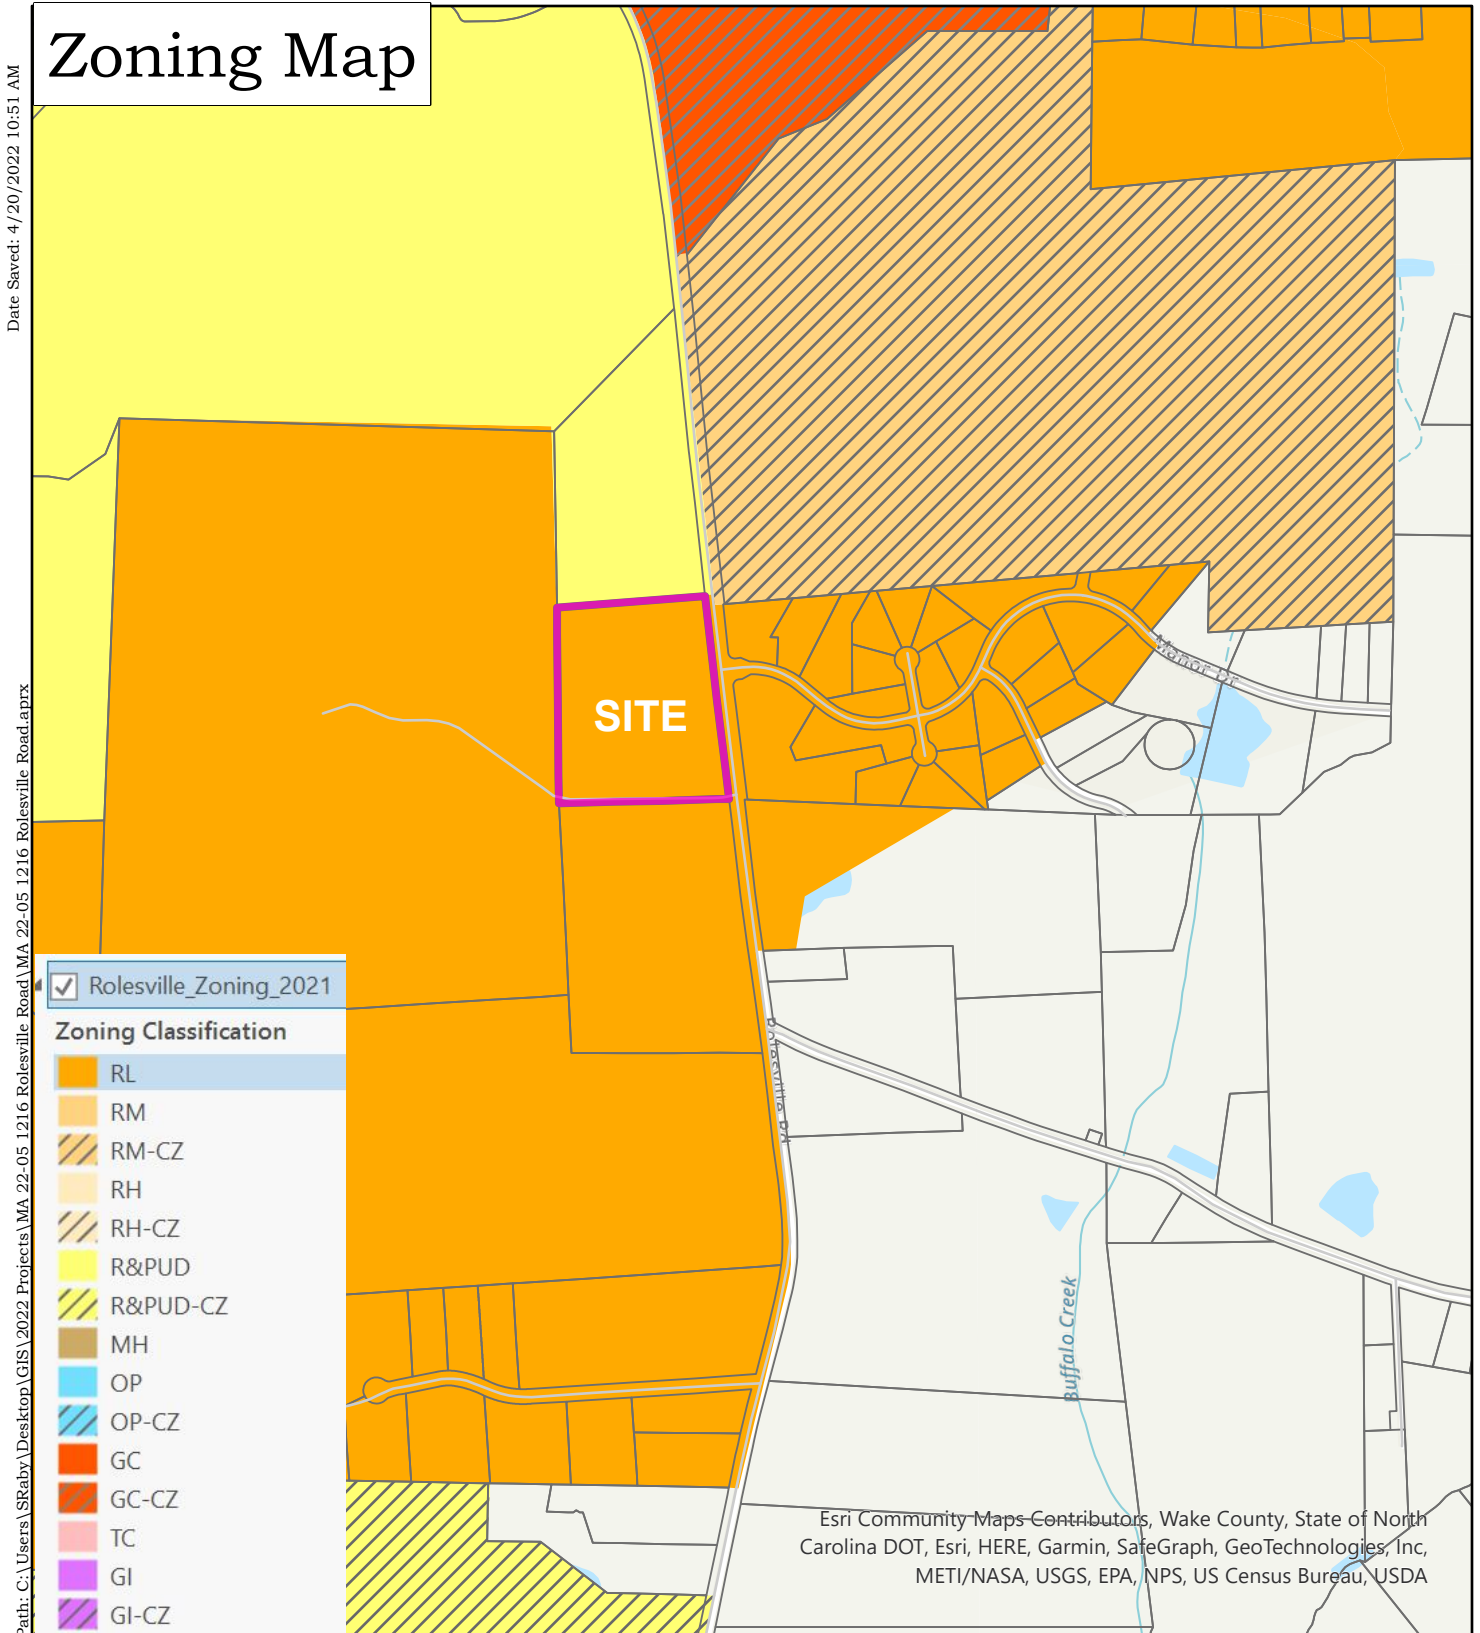 Zoning Map
Date Saved: 4/20/2022 10:51 AM
Path: C:\Users\SRaby\Desktop\GIS\2022 Projects\MA 22-05 1216 Rolesville Road\MA 22-05 1216 Rolesville Road.aprx
SITE
Manor Dr
Rolesville Rd
Buffalo Creek
Rolesville_Zoning_2021
Zoning Classification
RL
RM
RM-CZ
RH
RH-CZ
R&PUD
R&PUD-CZ
MH
OP
OP-CZ
GC
GC-CZ
TC
GI
GI-CZ
Esri Community Maps Contributors, Wake County, State of North
Carolina DOT, Esri, HERE, Garmin, SafeGraph, GeoTechnologies, Inc,
METI/NASA, USGS, EPA, NPS, US Census Bureau, USDA